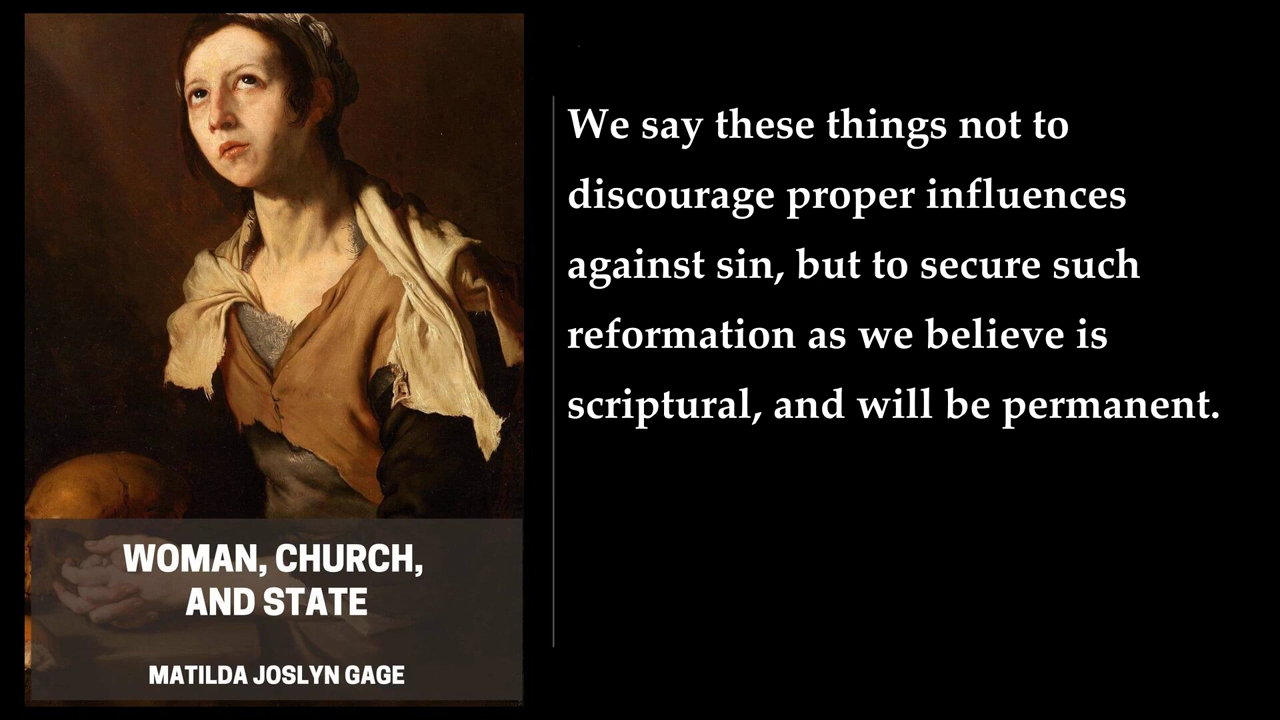 WOMAN, CHURCH,
AND STATE
MATILDA JOSLYN GAGE
We say these things not to
discourage proper influences
against sin, but to secure such
reformation as we believe is
scriptural, and will be permanent.